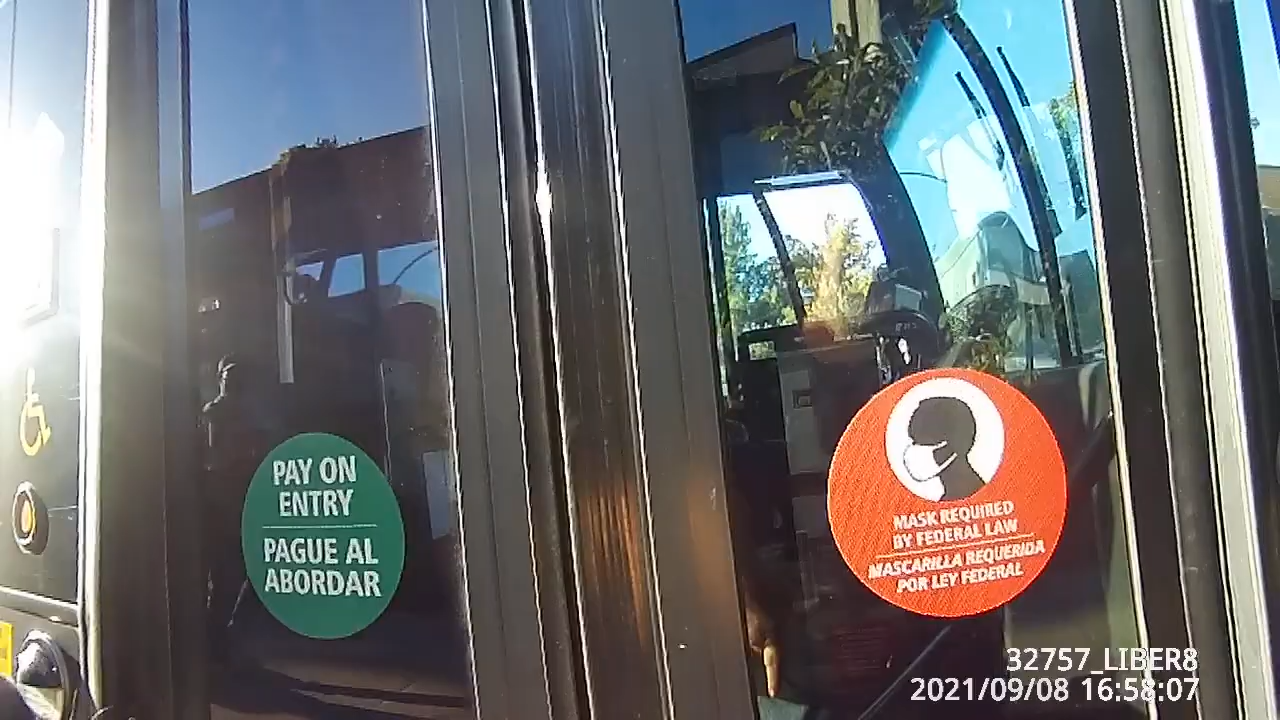 PAY ON
ENTRY
PAGUE AL
ABORDAR
MASK REQUIRED
BY FEDERAL LAW
MASCARILLA REQUERIDA
POR LEY FEDERAL
32757_LIBER8
2021/09/08 16:58:07